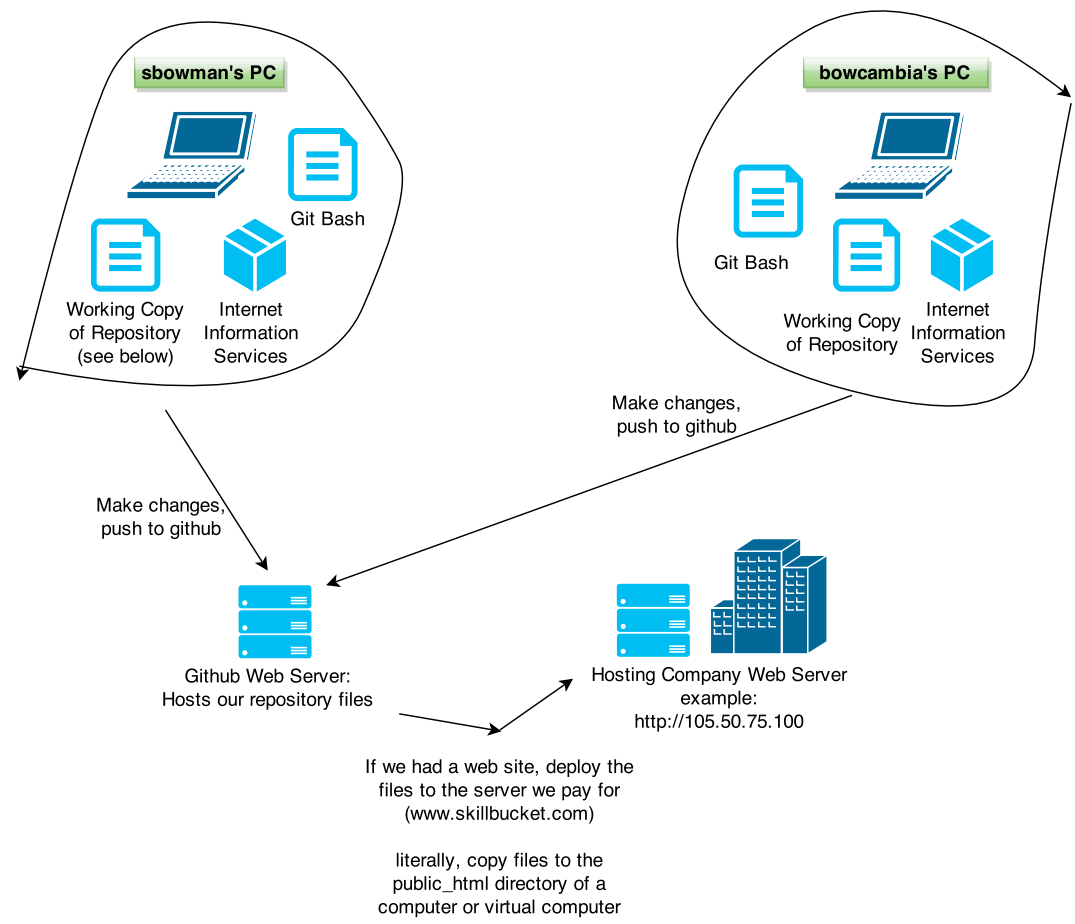 sbowman's PC
Git Bash
Working Copy
of Repository
(see below)
Internet
Information
Services
bowcambia's PC
Git Bash
Working Copy
of Repository
Internet
Information
Services
Make changes,
push to github
Make changes,
push to github
Github Web Server:
Hosts our repository files
Hosting Company Web Server
example:
http://105.50.75.100
If we had a web site, deploy the
files to the server we pay for
(www.skillbucket.com)
literally, copy files to the
public_html directory of a
computer or virtual computer